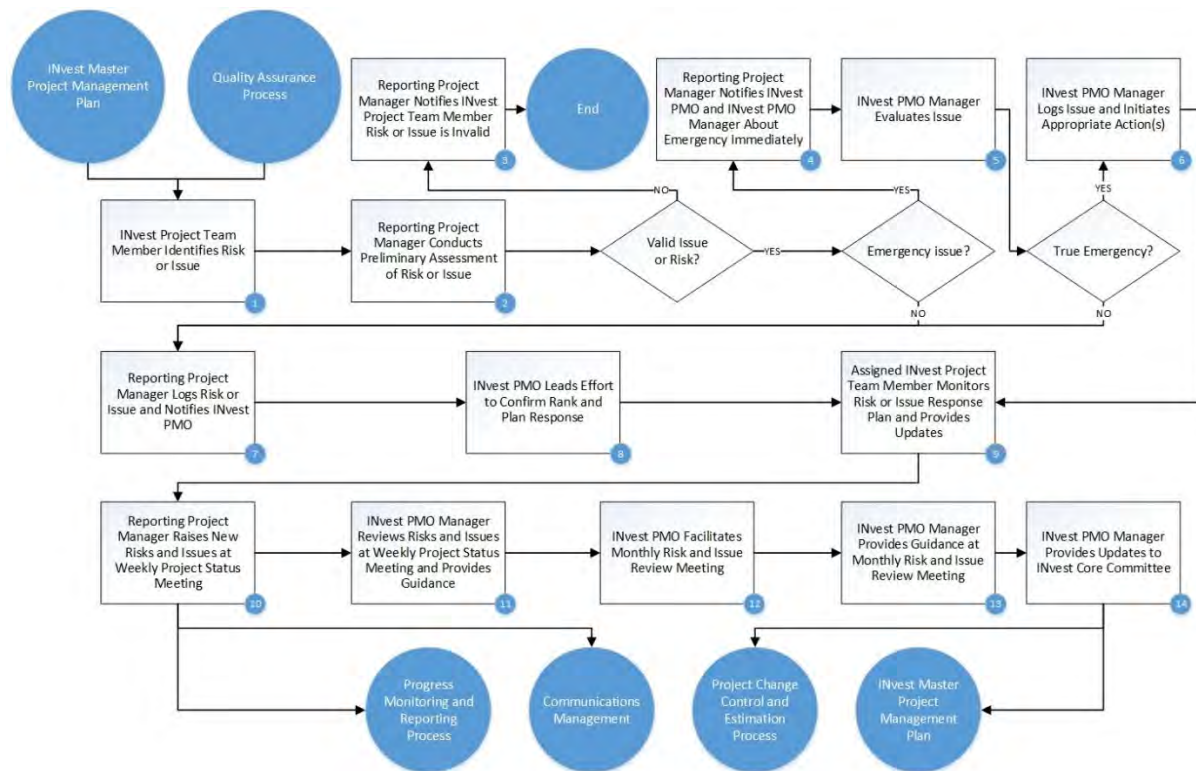 INvest Master
Project Management
Plan
Quality Assurance
Process
Reporting Project
Manager Notifies INvest
Project Team Member
Risk or Issue is Invalid
3
End
Reporting Project
Manager Notifies INvest
PMO and INvest PMO
Manager About
Emergency Immediately
4
INvest PMO Manager
Evaluates Issue
5
INvest PMO Manager
Logs Issue and Initiates
Appropriate Action(s)
6
NO
YES
YES
INvest Project Team
Member Identifies Risk
or Issue
1
Reporting Project
Manager Conducts
Preliminary Assessment
of Risk or Issue
2
Valid Issue
or Risk?
YES
Emergency issue?
True Emergency?
NO
NO
Reporting Project
Manager Logs Risk or
Issue and Notifies INvest
PMO
7
INvest PMO Leads Effort
to Confirm Rank and
Plan Response
8
Assigned INvest Project
Team Member Monitors
Risk or Issue Response
Plan and Provides
Updates
9
Reporting Project
Manager Raises New
Risks and Issues at
Weekly Project Status
Meeting
10
INvest PMO Manager
Reviews Risks and Issues
at Weekly Project Status
Meeting and Provides
Guidance
11
INvest PMO Facilitates
Monthly Risk and Issue
Review Meeting
12
INvest PMO Manager
Provides Guidance at
Monthly Risk and Issue
Review Meeting
13
INvest PMO Manager
Provides Updates to
INvest Core Committee
14
Progress
Monitoring and
Reporting
Process
Communications
Management
Project Change
Control and
Estimation
Process
INvest Master
Project
Management
Plan